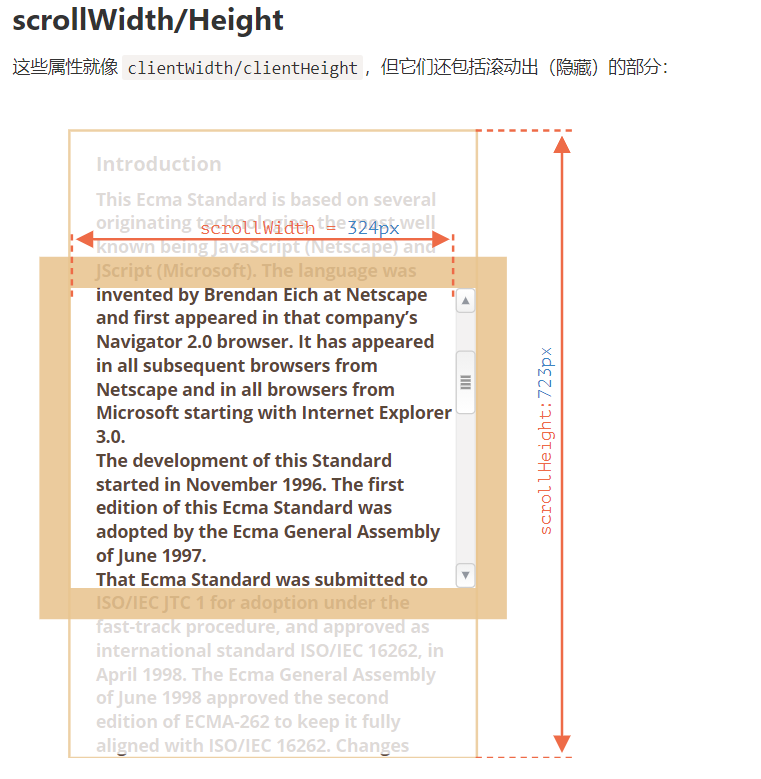 scrollWidth/Height
这些属性就像 clientWidth/clientHeight，但它们还包括滚动出（隐藏）的部分：
Introduction
This Ecma Standard is based on several
originating technologies, the most well
scrollWidth = 324px
known being JavaScript (Netscape) and
JScript (Microsoft). The language was
invented by Brendan Eich at Netscape
and first appeared in that company’s
Navigator 2.0 browser. It has appeared
in all subsequent browsers from
Netscape and in all browsers from
Microsoft starting with Internet Explorer
3.0.
The development of this Standard
started in November 1996. The first
edition of this Ecma Standard was
adopted by the Ecma General Assembly
of June 1997.
That Ecma Standard was submitted to
ISO/IEC JTC 1 for adoption under the
fast-track procedure, and approved as
international standard ISO/IEC 16262, in
April 1998. The Ecma General Assembly
of June 1998 approved the second
edition of ECMA-262 to keep it fully
aligned with ISO/IEC 16262. Changes
scrollHeight:723px